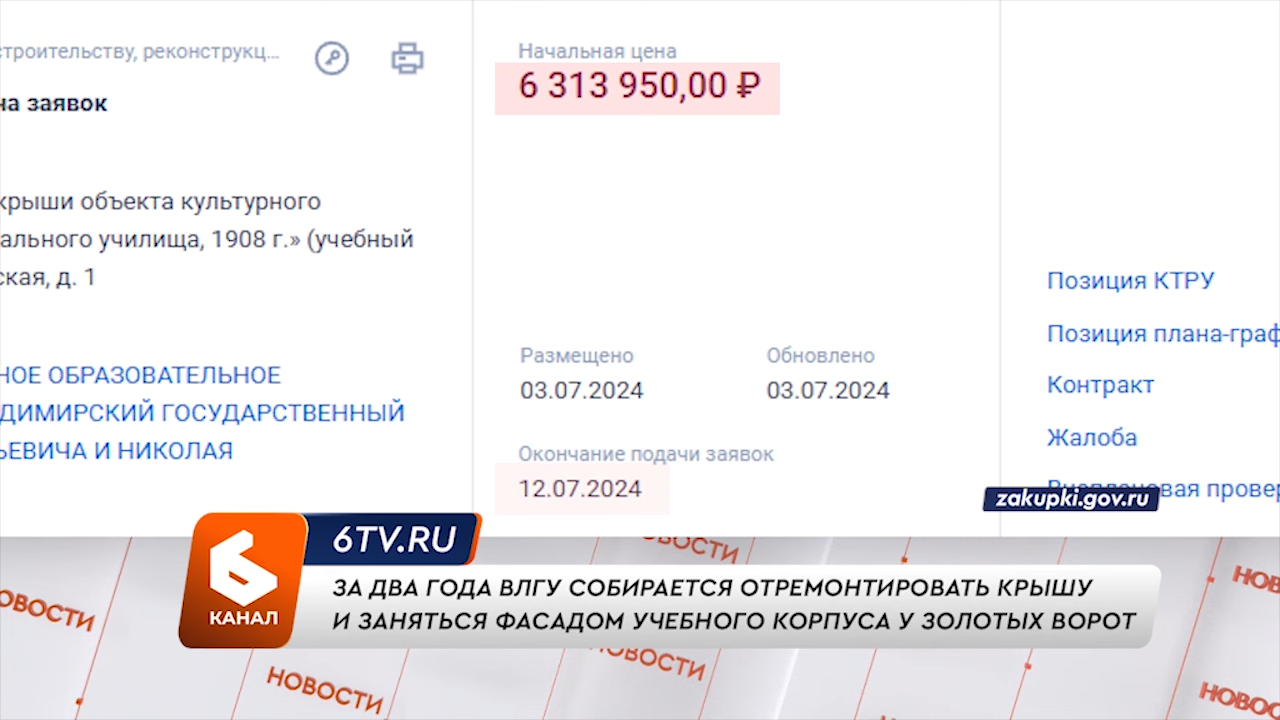 строительству, реконструкц...
на заявок
крыши объекта культурного
ального училища, 1908 г.» (учебный
ская, д. 1
НОЕ ОБРАЗОВАТЕЛЬНОЕ
ДИМИРСКИЙ ГОСУДАРСТВЕННЫЙ
ЬЕВИЧА И НИКОЛАЯ
Начальная цена
6 313 950,00 ₽
Размещено
03.07.2024
Обновлено
03.07.2024
Окончание подачи заявок
12.07.2024
Позиция КТРУ
Позиция плана-граф
Контракт
Жалоба
вая провер
zakupki.gov.ru
6TV.RU
6
КАНАЛ
ЗА ДВА ГОДА ВЛГУ СОБИРАЕТСЯ ОТРЕМОНТИРОВАТЬ КРЫШУ
И ЗАНЯТЬСЯ ФАСАДОМ УЧЕБНОГО КОРПУСА У ЗОЛОТЫХ ВОРОТ
НОВОСТИ
НОВОСТИ
НОВОСТИ
НОВОСТИ